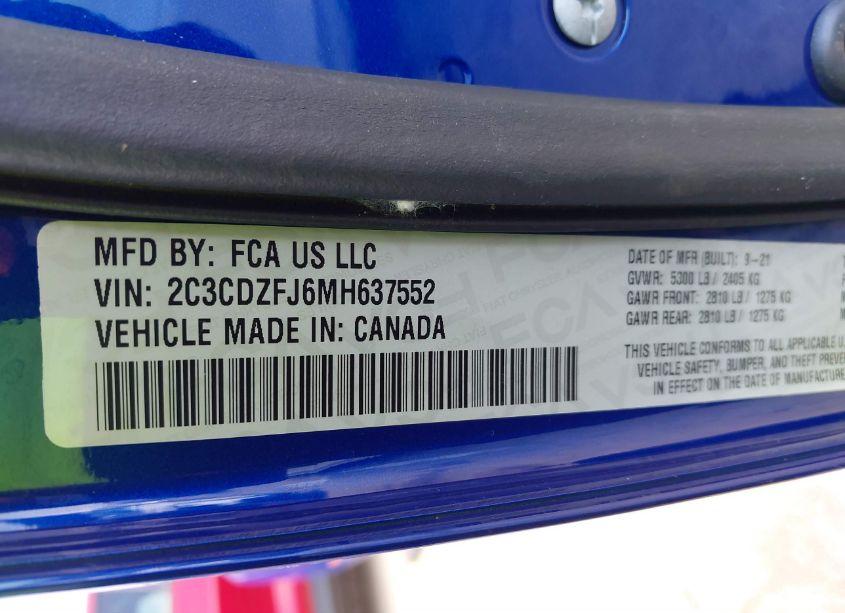 MFD BY: FCA US LLC
VIN: 2C3CDZFJ6MH637552
VEHICLE MADE IN: CANADA
DATE OF MFR (BUILT): 9-21
GVWR: 5300 LB / 2405 KG
GAWR FRONT: 2810 LB / 1275 KG
GAWR REAR: 2810 LB / 1275 KG
THIS VEHICLE CONFORMS TO ALL APPLICABLE U.
VEHICLE SAFETY, BUMPER, AND THEFT PREVE
IN EFFECT ON THE DATE OF MANUFACTURE